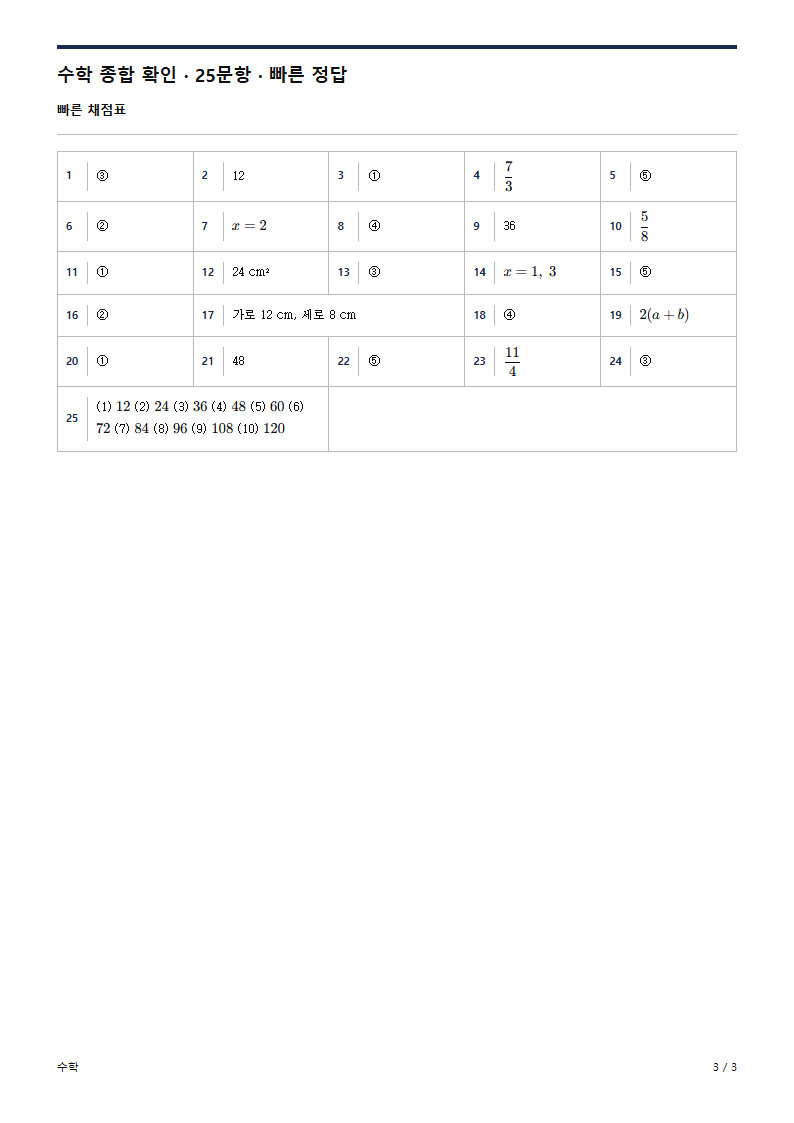 수학 종합 확인 · 25문항 · 빠른 정답
빠른 채점표
1 ③ 2 12 3 ① 4 7/3 5 ⑤
6 ② 7 x = 2 8 ④ 9 36 10 5/8
11 ① 12 24 cm² 13 ③ 14 x = 1, 3 15 ⑤
16 ② 17 가로 12 cm, 세로 8 cm 18 ④ 19 2(a + b)
20 ① 21 48 22 ⑤ 23 11/4 24 ③
25 (1) 12 (2) 24 (3) 36 (4) 48 (5) 60 (6)
72 (7) 84 (8) 96 (9) 108 (10) 120
수학 3 / 3